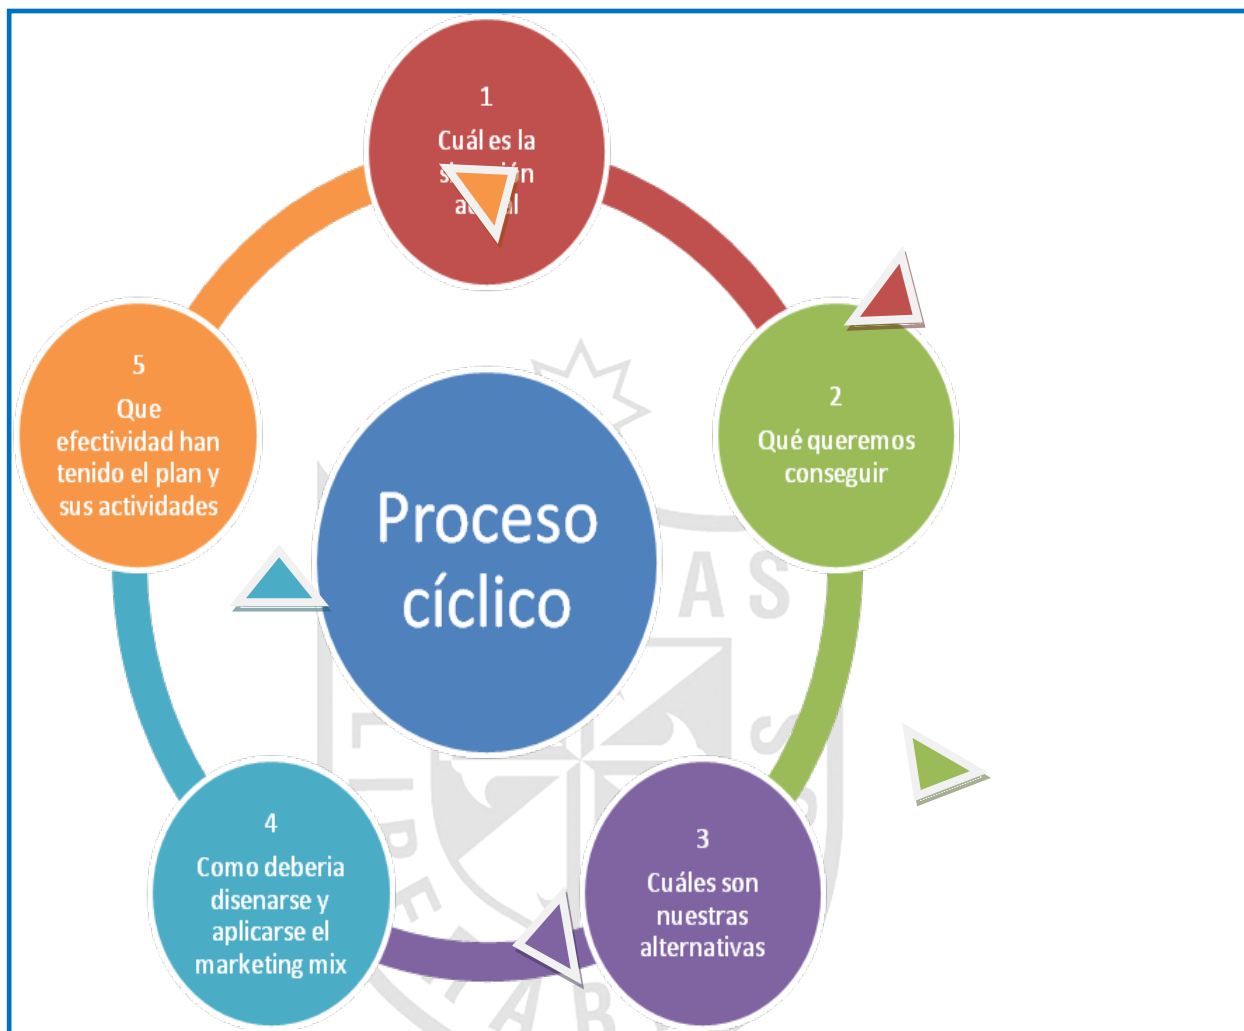 1
Cuál es la
2
Qué queremos
conseguir
3
Cuáles son
nuestras
alternativas
4
Como deberia
disenarse y
aplicarse el
marketing mix
5
Que
efectividad han
tenido el plan y
sus actividades
Proceso
cíclico